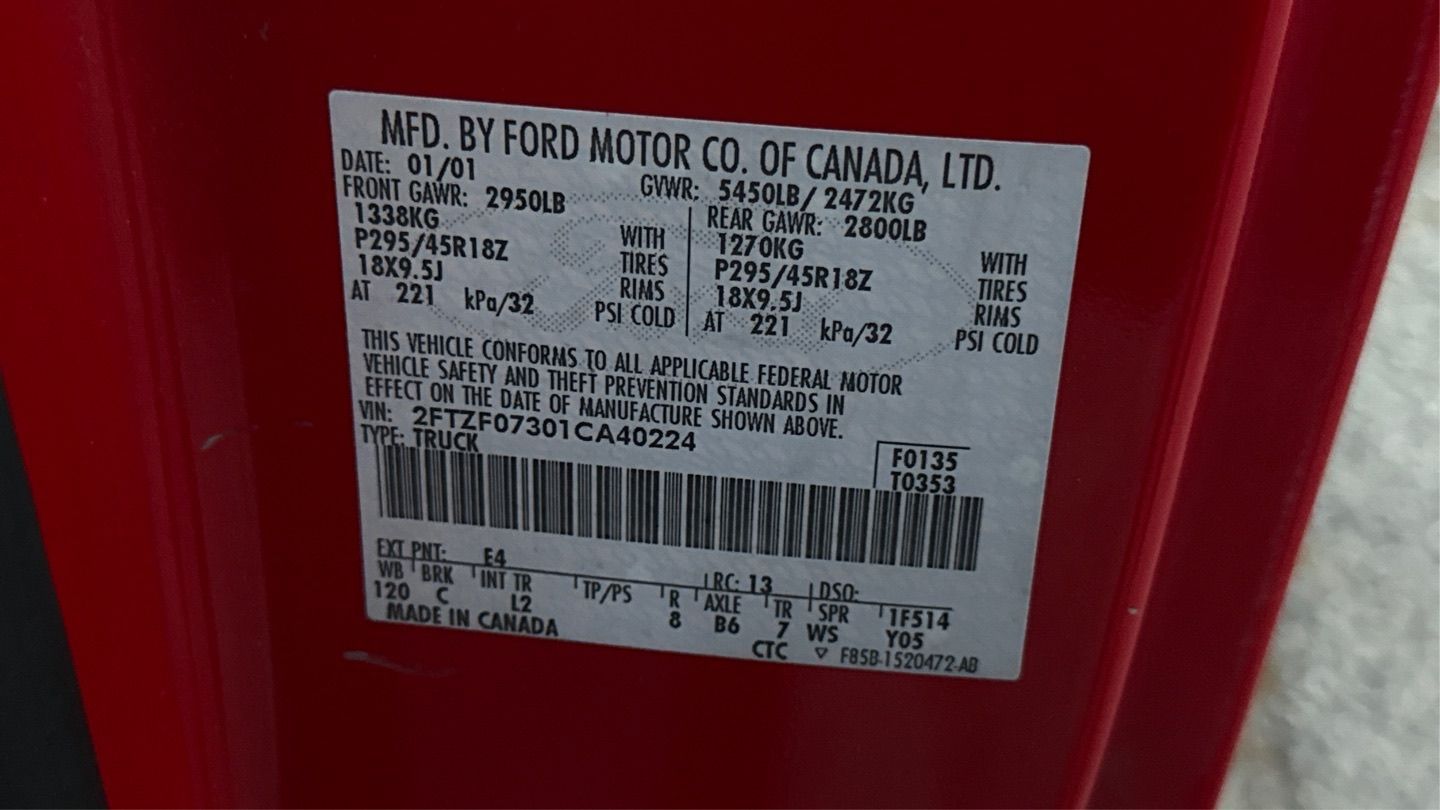 MFD. BY FORD MOTOR CO. OF CANADA, LTD.
DATE: 01/01 GVWR: 5450LB/ 2472KG
FRONT GAWR: 2950LB REAR GAWR: 2800LB
1338KG WITH 1270KG WITH
P295/45R18Z TIRES P295/45R18Z TIRES
18X9.5J RIMS 18X9.5J RIMS
AT 221 kPa/32 PSI COLD AT 221 kPa/32 PSI COLD
THIS VEHICLE CONFORMS TO ALL APPLICABLE FEDERAL MOTOR
VEHICLE SAFETY AND THEFT PREVENTION STANDARDS IN
EFFECT ON THE DATE OF MANUFACTURE SHOWN ABOVE.
VIN: 2FTZF07301CA40224
TYPE: TRUCK
F0135
T0353
EXT PNT: E4 RC: 13 DSO:
WB BRK INT TR TP/PS R AXLE TR SPR 1F514
120 C L2 8 B6 7 WS Y05
MADE IN CANADA CTC ▽ F85B-1520472-AB